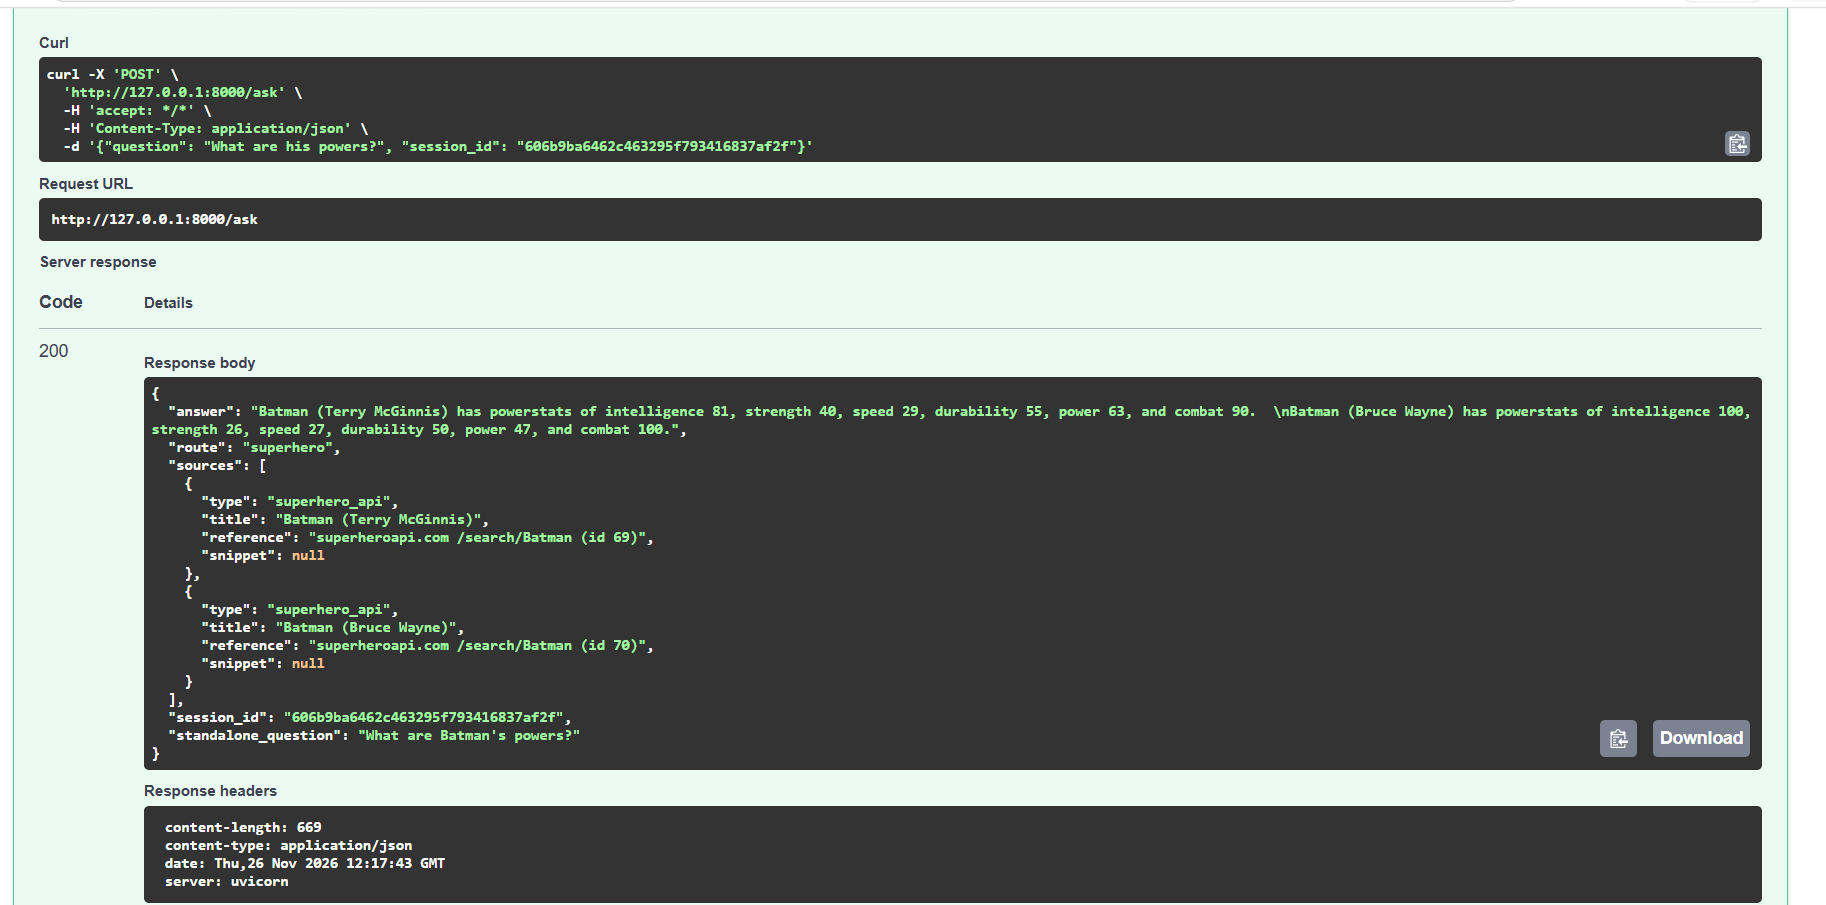 Curl
curl -X 'POST' \
  'http://127.0.0.1:8000/ask' \
  -H 'accept: */*' \
  -H 'Content-Type: application/json' \
  -d '{"question": "What are his powers?", "session_id": "606b9ba6462c463295f793416837af2f"}'
Request URL
http://127.0.0.1:8000/ask
Server response
Code Details
200
Response body
{
  "answer": "Batman (Terry McGinnis) has powerstats of intelligence 81, strength 40, speed 29, durability 55, power 63, and combat 90.  \nBatman (Bruce Wayne) has powerstats of intelligence 100,
strength 26, speed 27, durability 50, power 47, and combat 100.",
  "route": "superhero",
  "sources": [
    {
      "type": "superhero_api",
      "title": "Batman (Terry McGinnis)",
      "reference": "superheroapi.com /search/Batman (id 69)",
      "snippet": null
    },
    {
      "type": "superhero_api",
      "title": "Batman (Bruce Wayne)",
      "reference": "superheroapi.com /search/Batman (id 70)",
      "snippet": null
    }
  ],
  "session_id": "606b9ba6462c463295f793416837af2f",
  "standalone_question": "What are Batman's powers?"
}
Download
Response headers
content-length: 669
content-type: application/json
date: Thu,26 Nov 2026 12:17:43 GMT
server: uvicorn